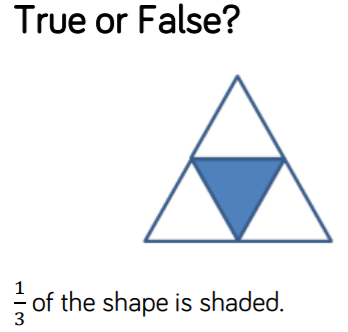 True or False?
1/3 of the shape is shaded.